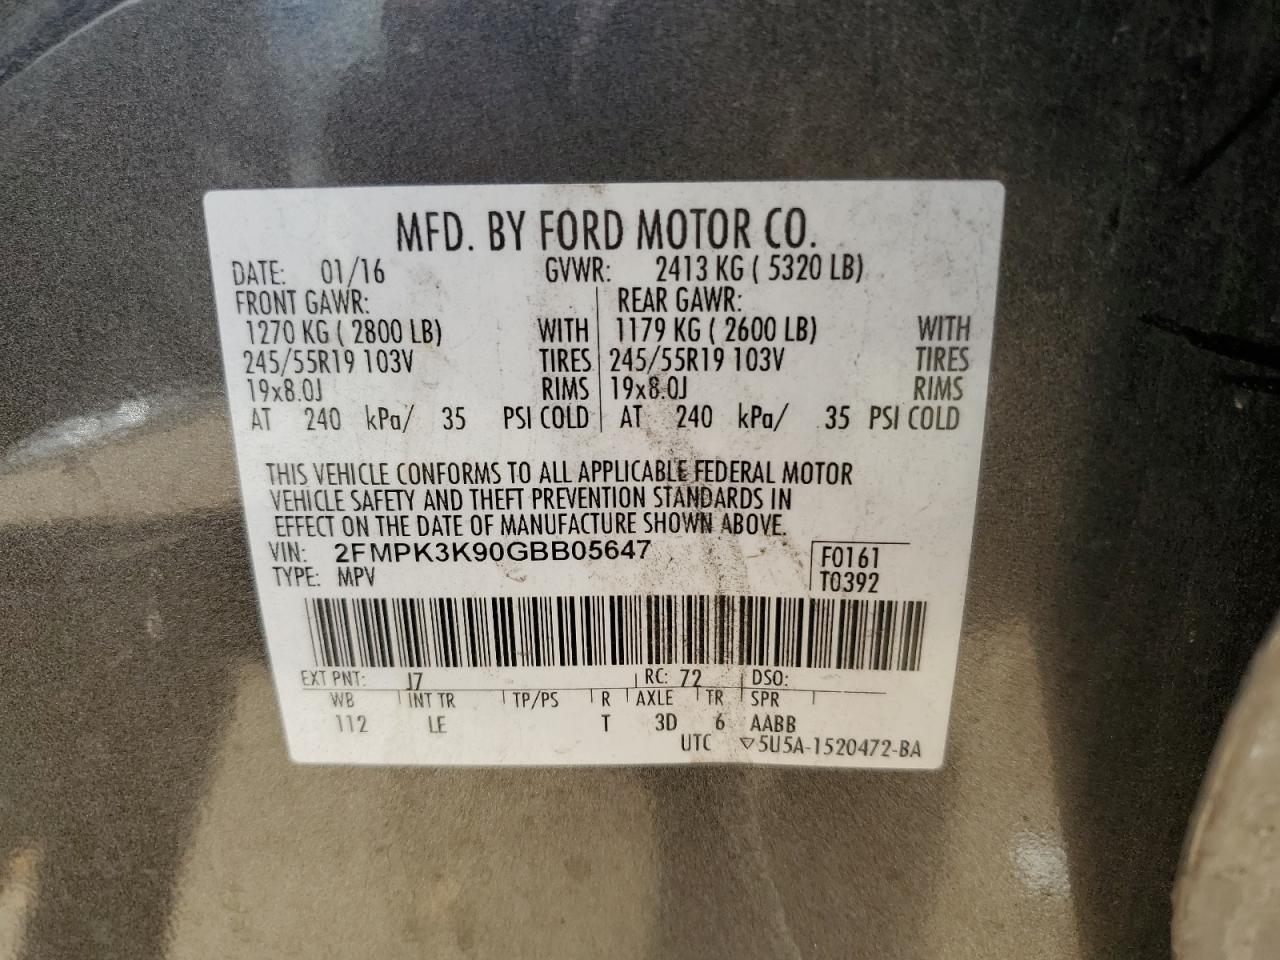 MFD. BY FORD MOTOR CO.
DATE: 01/16 GVWR: 2413 KG ( 5320 LB)
FRONT GAWR: REAR GAWR:
1270 KG ( 2800 LB) WITH 1179 KG ( 2600 LB) WITH
245/55R19 103V TIRES 245/55R19 103V TIRES
19x8.0J RIMS 19x8.0J RIMS
AT 240 kPa/ 35 PSI COLD AT 240 kPa/ 35 PSI COLD
THIS VEHICLE CONFORMS TO ALL APPLICABLE FEDERAL MOTOR
VEHICLE SAFETY AND THEFT PREVENTION STANDARDS IN
EFFECT ON THE DATE OF MANUFACTURE SHOWN ABOVE.
VIN: 2FMPK3K90GBB05647 F0161
TYPE: MPV T0392
EXT PNT: J7 RC: 72 DSO:
WB INT TR TP/PS R AXLE TR SPR
112 LE T 3D 6 AABB
UTC ▽5U5A-1520472-BA